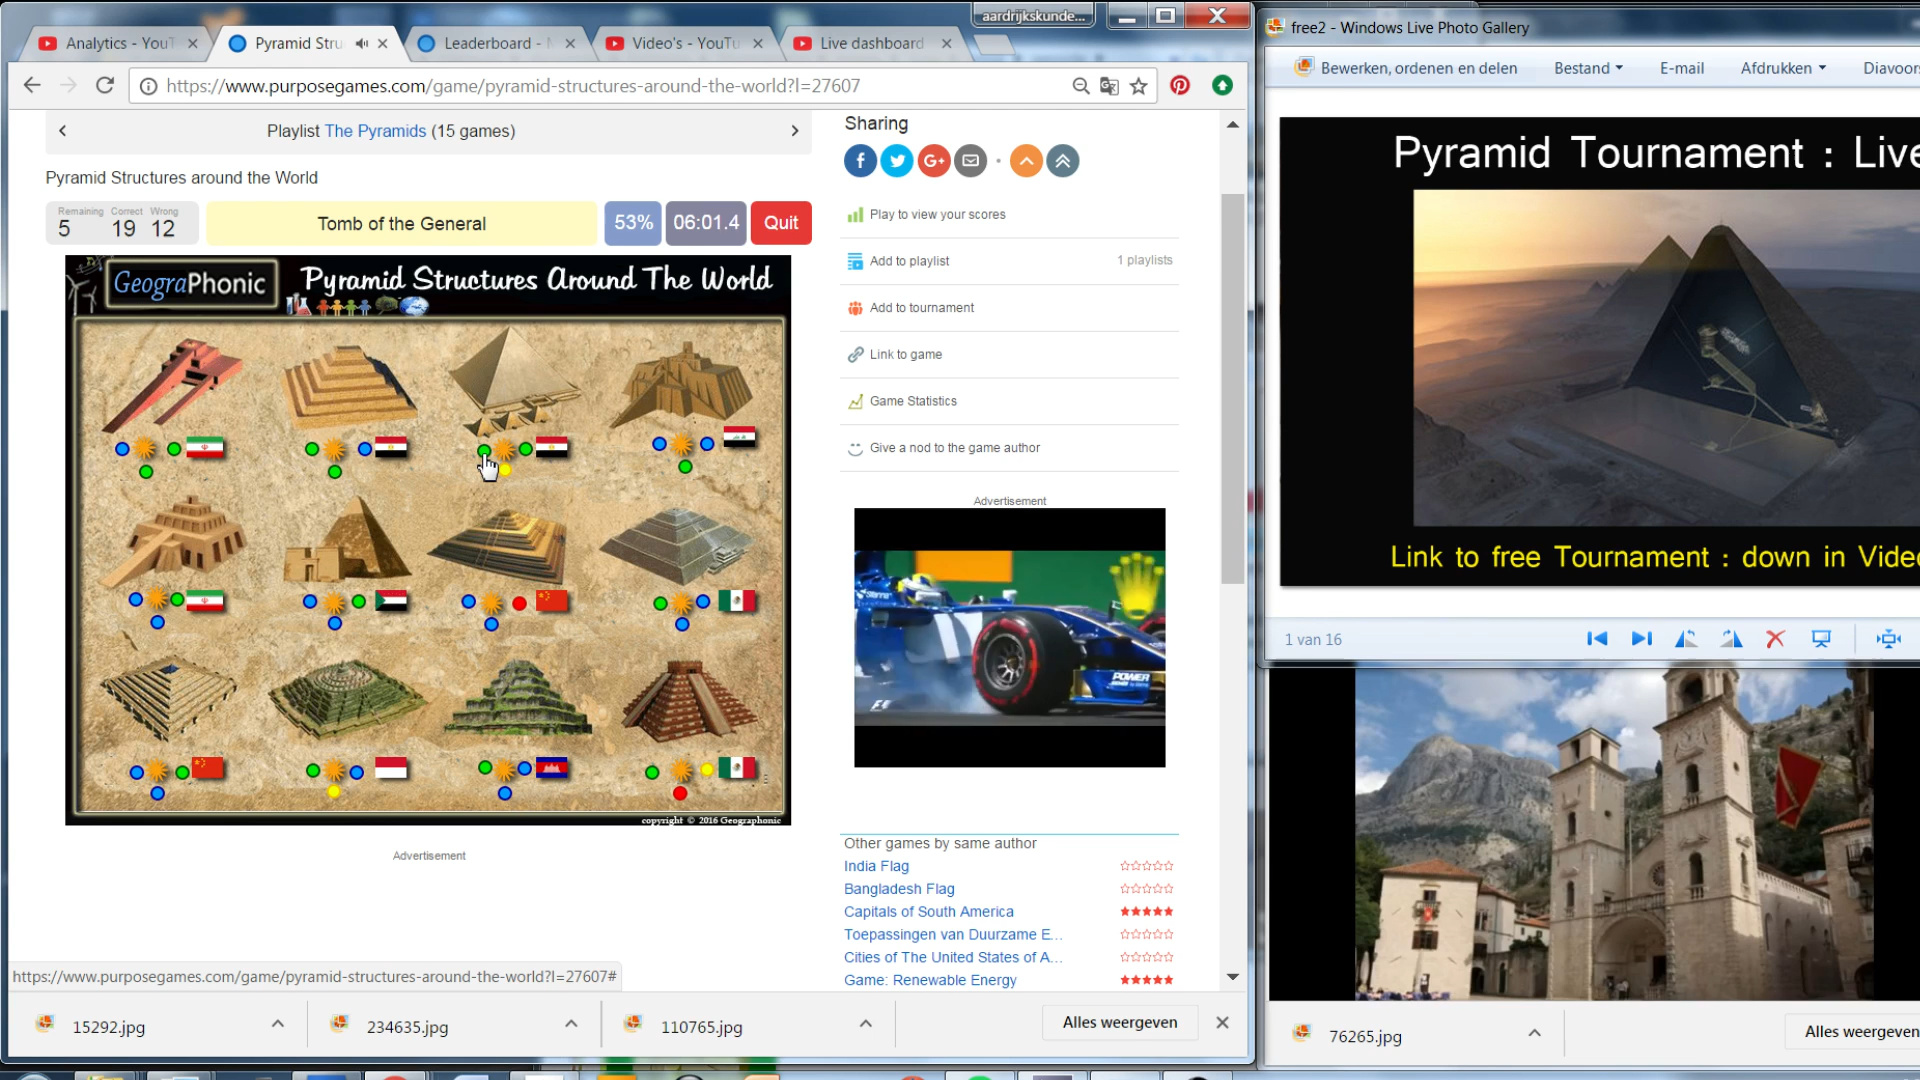 aardrijkskunde...
Analytics - YouT
Pyramid Stru
Leaderboard - 
Video's - YouTu
Live dashboard
https://www.purposegames.com/game/pyramid-structures-around-the-world?l=27607
Playlist The Pyramids (15 games)
Pyramid Structures around the World
Remaining Correct Wrong
5 19 12
Tomb of the General
53%
06:01.4
Quit
GeograPhonic
Pyramid Structures Around The World
copyright © 2016 Geographonic
Advertisement
https://www.purposegames.com/game/pyramid-structures-around-the-world?l=27607#
Sharing
Play to view your scores
Add to playlist
1 playlists
Add to tournament
Link to game
Game Statistics
Give a nod to the game author
Advertisement
POWER
Other games by same author
India Flag
Bangladesh Flag
Capitals of South America
Toepassingen van Duurzame E...
Cities of The United States of A...
Game: Renewable Energy
15292.jpg
234635.jpg
110765.jpg
Alles weergeven
free2 - Windows Live Photo Gallery
Bewerken, ordenen en delen
Bestand
E-mail
Afdrukken
Diavoors
Pyramid Tournament : Live
Link to free Tournament : down in Vide
1 van 16
76265.jpg
Alles weergeven